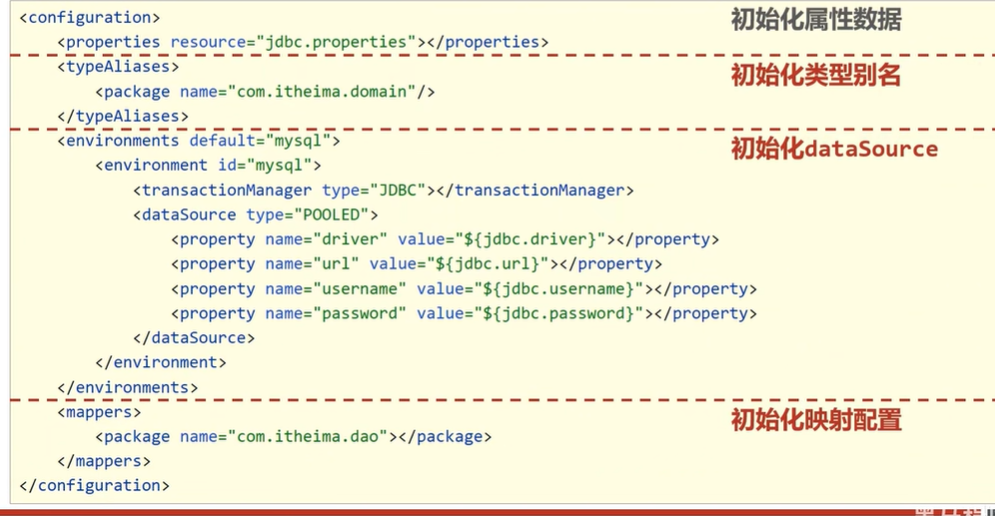 <configuration> 初始化属性数据
<properties resource="jdbc.properties"></properties>
<typeAliases> 初始化类型别名
<package name="com.itheima.domain"/>
</typeAliases>
<environments default="mysql"> 初始化dataSource
<environment id="mysql">
<transactionManager type="JDBC"></transactionManager>
<dataSource type="POOLED">
<property name="driver" value="${jdbc.driver}"></property>
<property name="url" value="${jdbc.url}"></property>
<property name="username" value="${jdbc.username}"></property>
<property name="password" value="${jdbc.password}"></property>
</dataSource>
</environment>
</environments>
<mappers> 初始化映射配置
<package name="com.itheima.dao"></package>
</mappers>
</configuration>